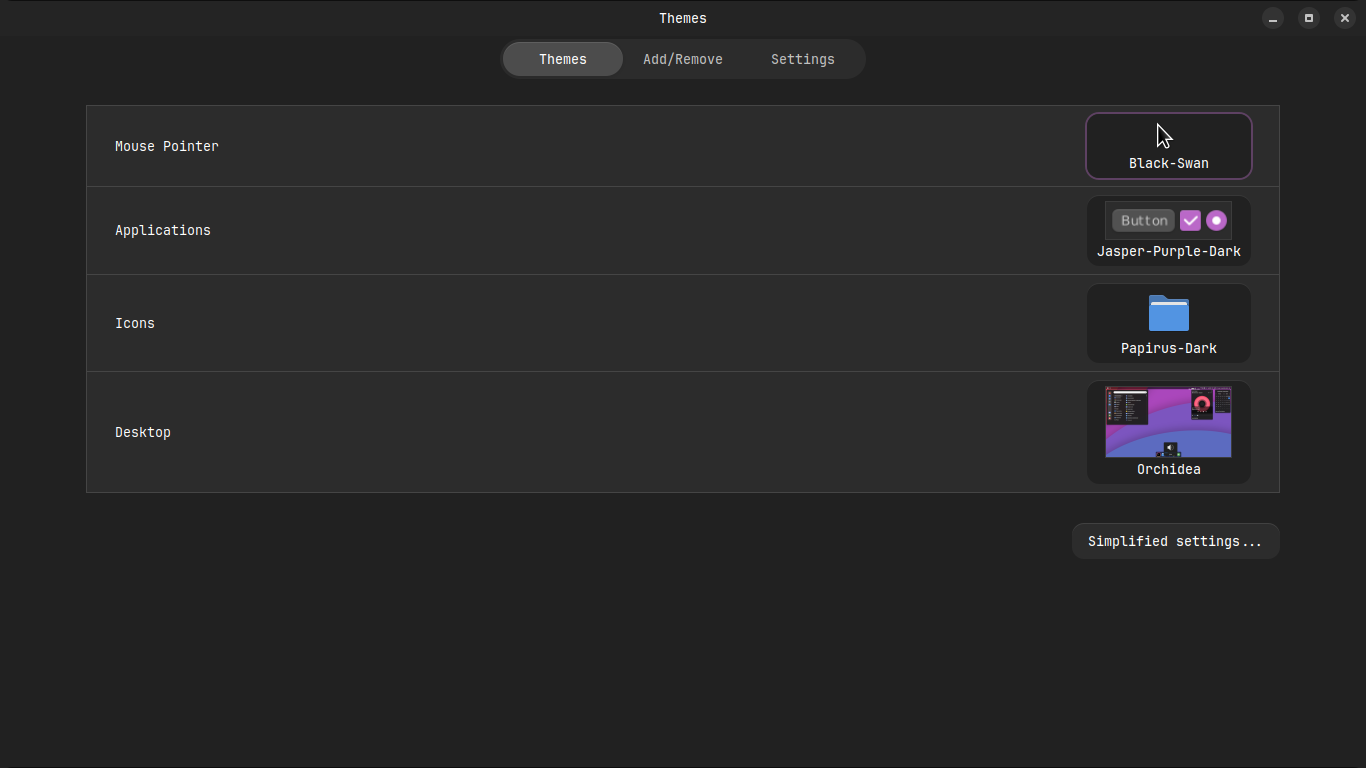 Themes
Themes Add/Remove Settings
Mouse Pointer
Black-Swan
Applications
Button
Jasper-Purple-Dark
Icons
Papirus-Dark
Desktop
Orchidea
Simplified settings...